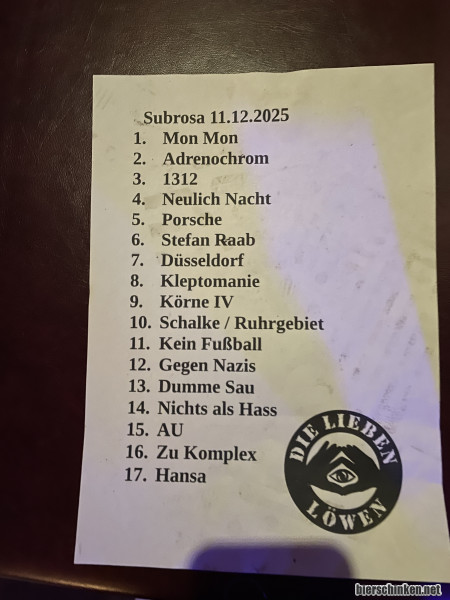 Subrosa 11.12.2025
1. Mon Mon
2. Adrenochrom
3. 1312
4. Neulich Nacht
5. Porsche
6. Stefan Raab
7. Düsseldorf
8. Kleptomanie
9. Körne IV
10. Schalke / Ruhrgebiet
11. Kein Fußball
12. Gegen Nazis
13. Dumme Sau
14. Nichts als Hass
15. AU
16. Zu Komplex
17. Hansa
DIE LIEBEN
LÖWEN
bierschinken.net